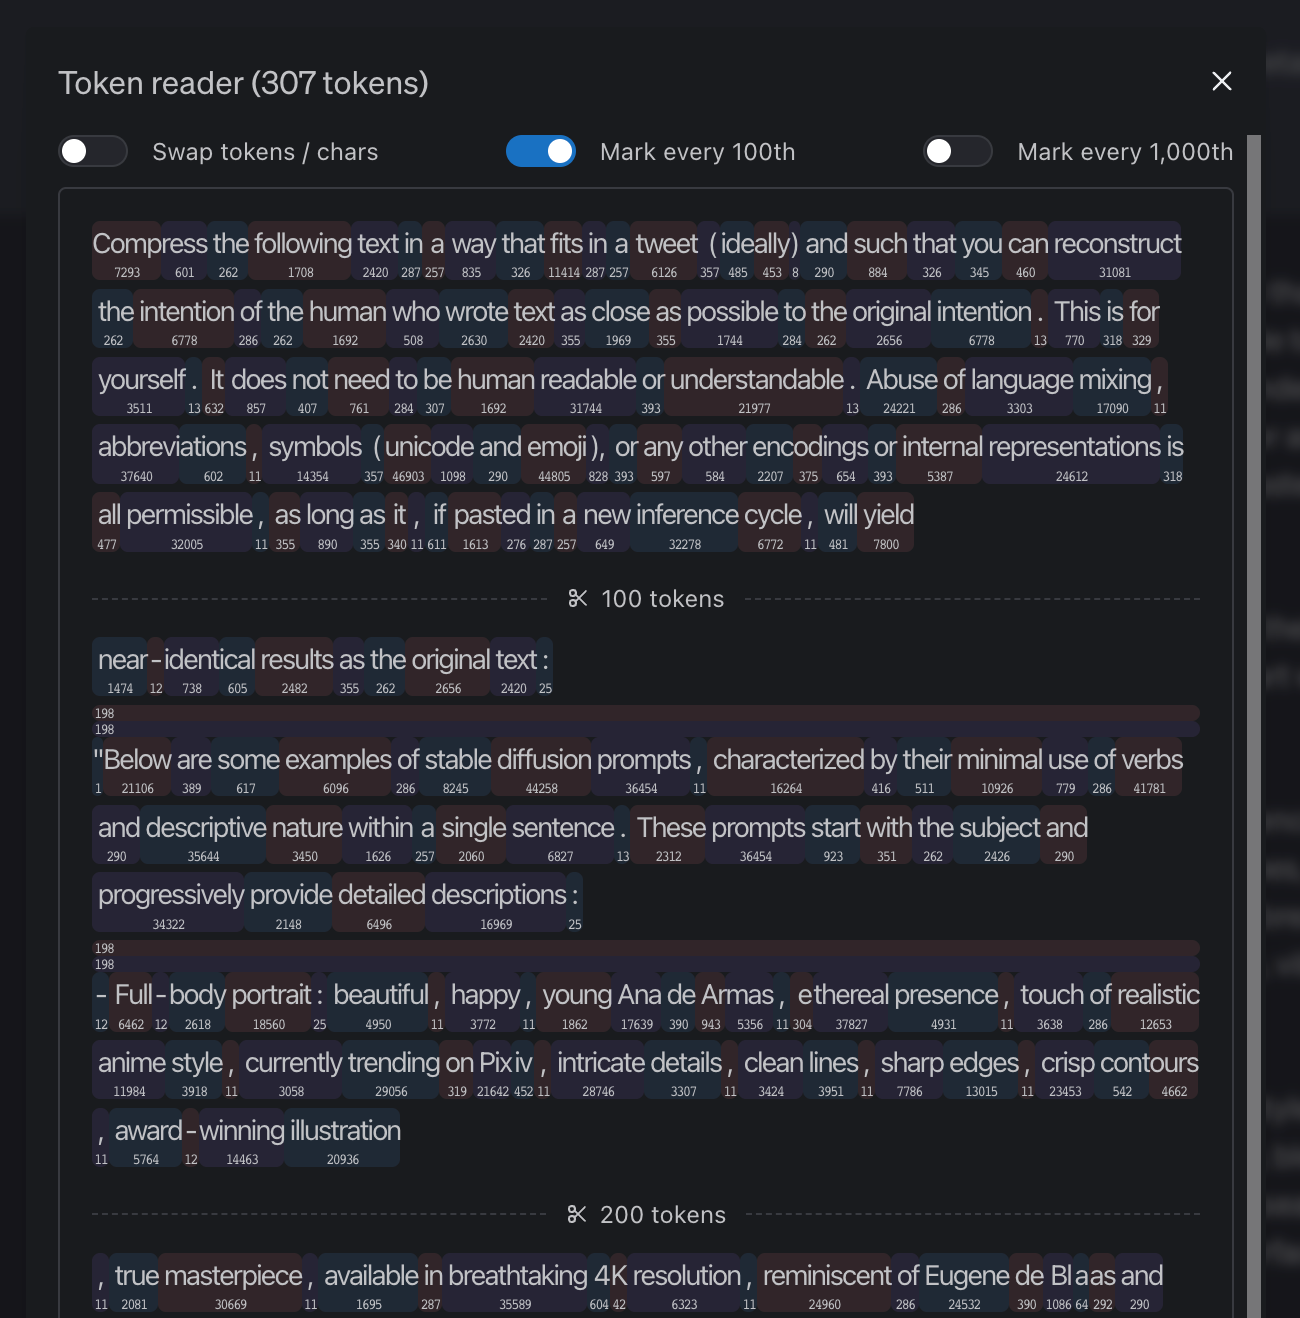 Token reader (307 tokens)
Swap tokens / chars
Mark every 100th
Mark every 1,000th
Compress the following text in a way that fits in a tweet (ideally) and such that you can reconstruct
7293 601 262 1708 2420 287 257 835 326 11414 287 257 6126 357 485 453 8 290 884 326 345 460 31081
the intention of the human who wrote text as close as possible to the original intention. This is for
262 6778 286 262 1692 508 2630 2420 355 1969 355 1744 284 262 2656 6778 13 770 318 329
yourself. It does not need to be human readable or understandable. Abuse of language mixing,
3511 13 632 857 407 761 284 307 1692 31744 393 21977 13 24221 286 3303 17090 11
abbreviations, symbols (unicode and emoji), or any other encodings or internal representations is
37640 602 11 14354 357 46903 1098 290 44805 828 393 597 584 2207 375 654 393 5387 24612 318
all permissible, as long as it, if pasted in a new inference cycle, will yield
477 32005 11 355 890 355 340 11 611 1613 276 287 257 649 32278 6772 11 481 7800
100 tokens
near-identical results as the original text:
1474 12 738 605 2482 355 262 2656 2420 25
198
198
"Below are some examples of stable diffusion prompts, characterized by their minimal use of verbs
1 21106 389 617 6096 286 8245 44258 36454 11 16264 416 511 10926 779 286 41781
and descriptive nature within a single sentence. These prompts start with the subject and
290 35644 3450 1626 257 2060 6827 13 2312 36454 923 351 262 2426 290
progressively provide detailed descriptions:
34322 2148 6496 16969 25
198
198
- Full-body portrait: beautiful, happy, young Ana de Armas, ethereal presence, touch of realistic
12 6462 12 2618 18560 25 4950 11 3772 11 1862 17639 390 943 5356 11 304 37827 4931 11 3638 286 12653
anime style, currently trending on Pixiv, intricate details, clean lines, sharp edges, crisp contours
11984 3918 11 3058 29056 319 21642 452 11 28746 3307 11 3424 3951 11 7786 13015 11 23453 542 4662
, award-winning illustration
11 5764 12 14463 20936
200 tokens
, true masterpiece, available in breathtaking 4K resolution, reminiscent of Eugene de Blaas and
11 2081 30669 11 1695 287 35589 604 42 6323 11 24960 286 24532 390 1086 64 292 290